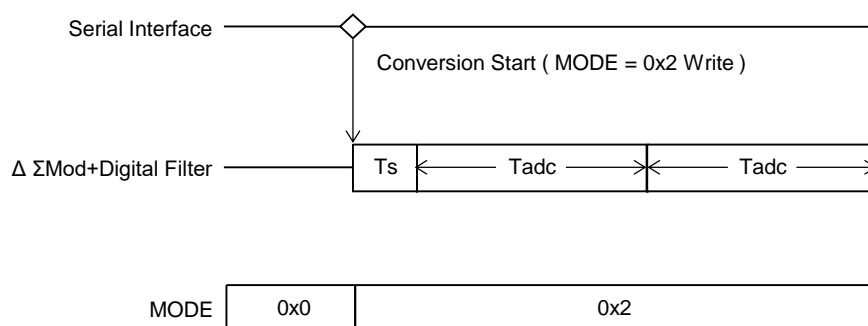 Serial Interface
Conversion Start ( MODE = 0x2 Write )
Δ ΣMod+Digital Filter
Ts
Tadc
Tadc
MODE
0x0
0x2